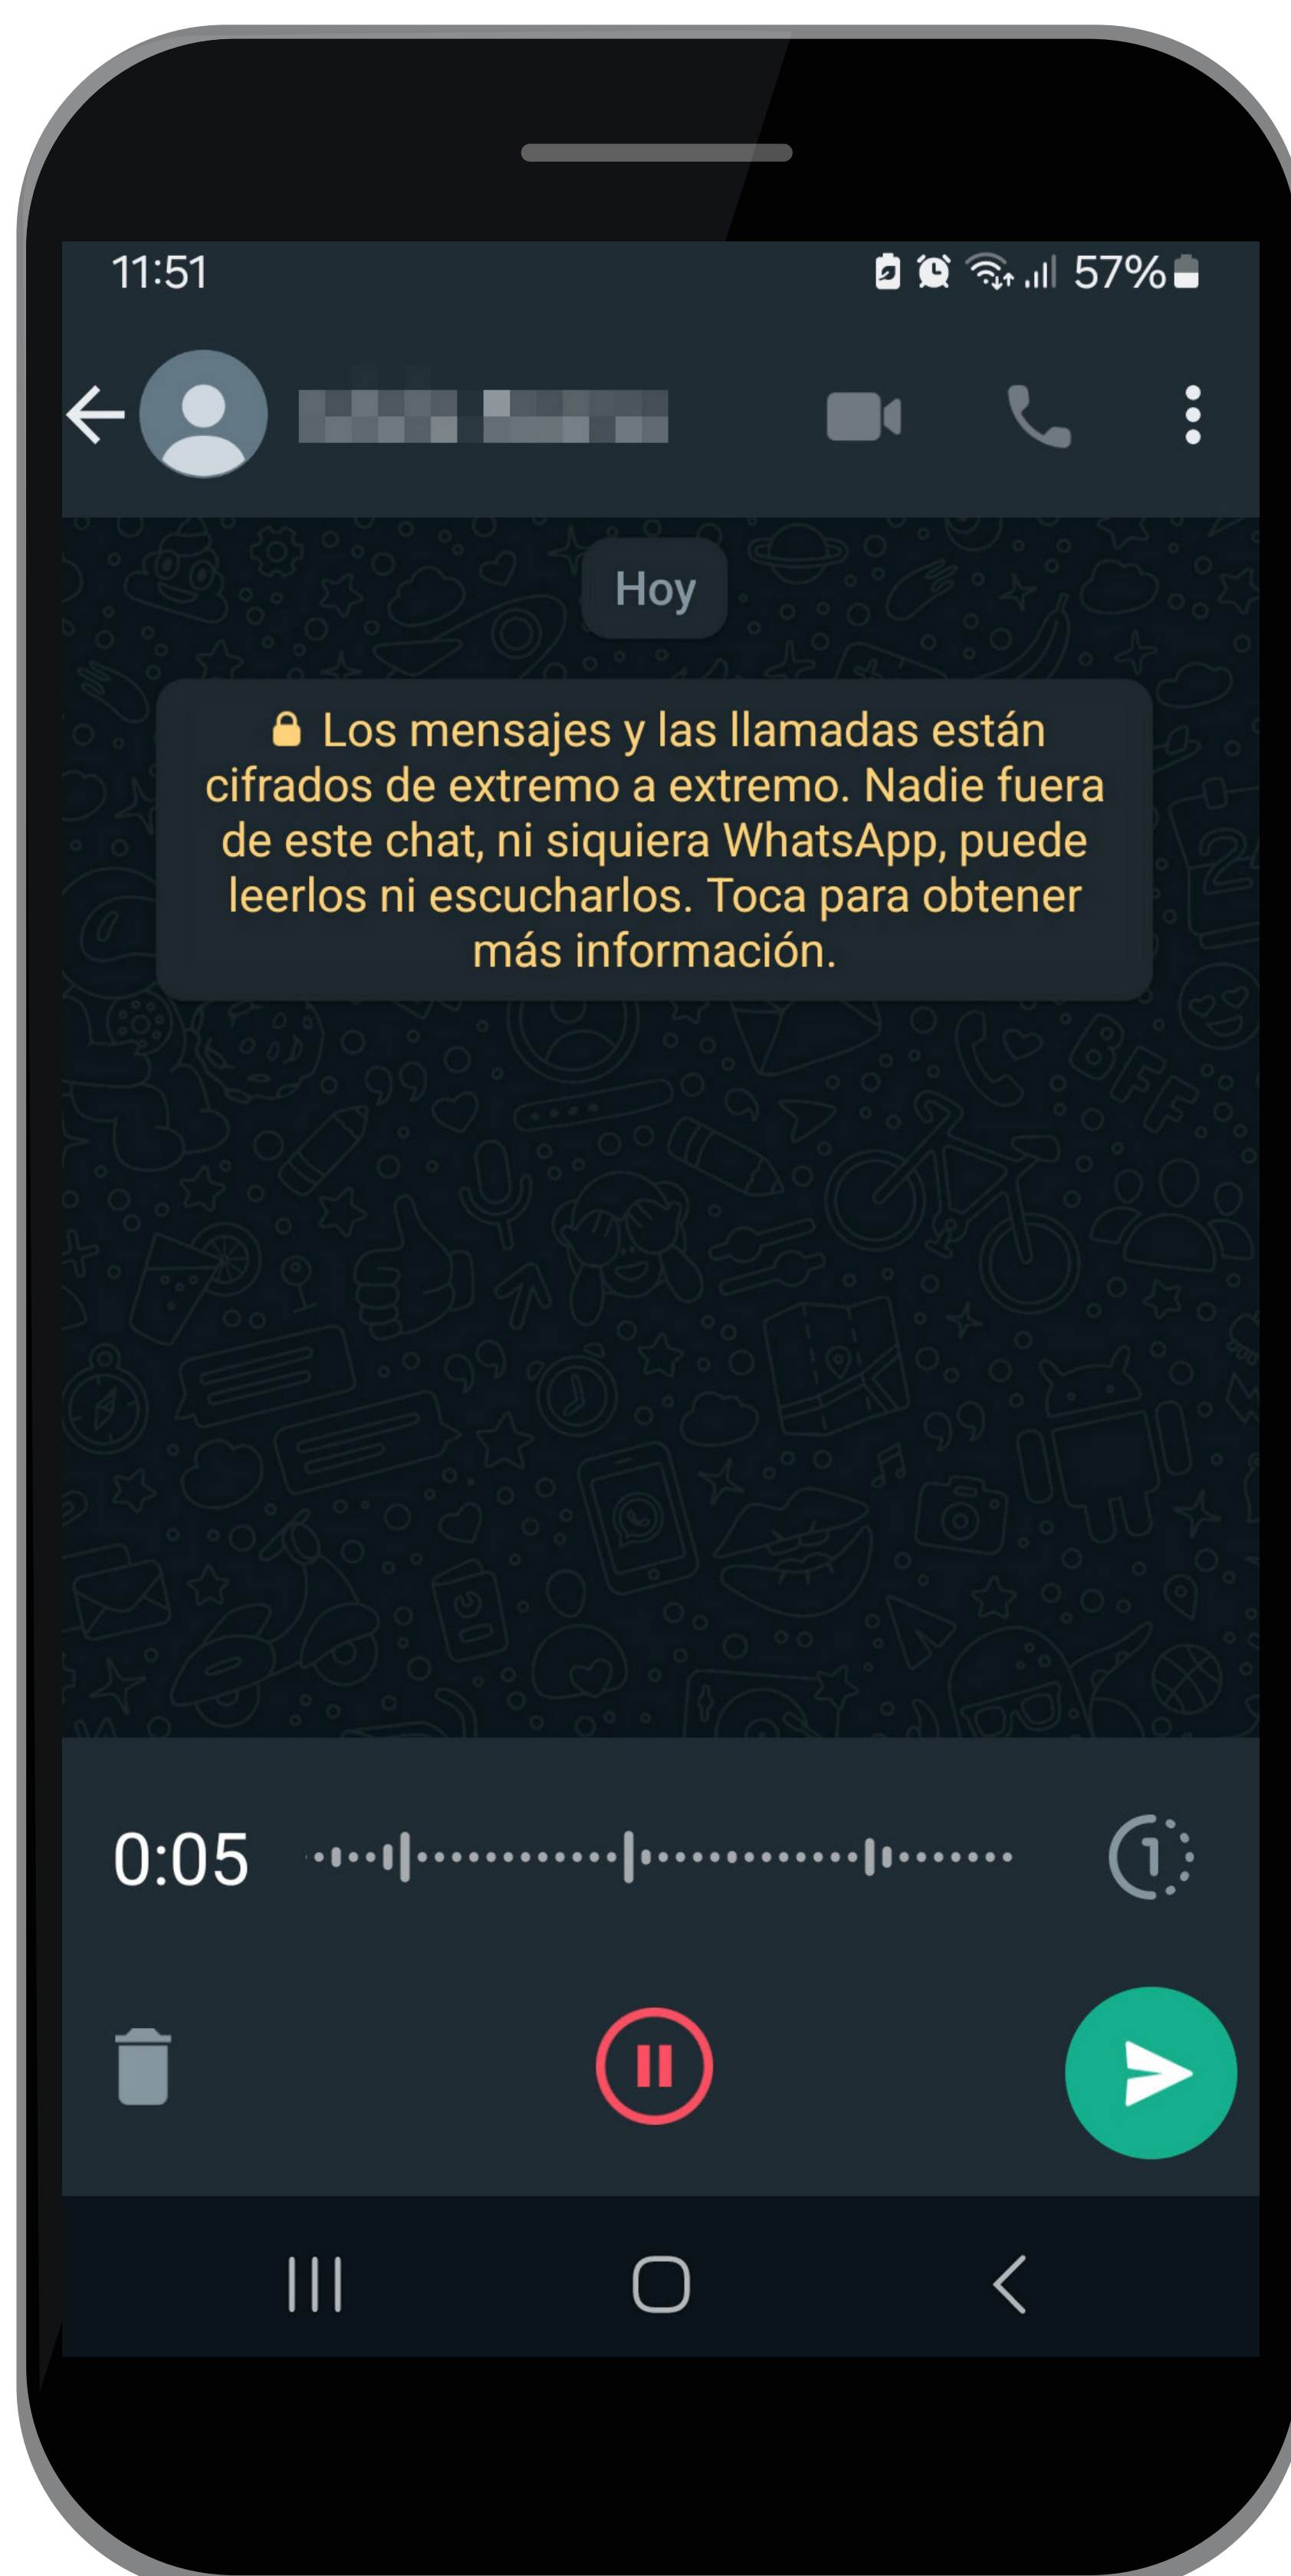 11:51 57%
Hoy
Los mensajes y las llamadas están
cifrados de extremo a extremo. Nadie fuera
de este chat, ni siquiera WhatsApp, puede
leerlos ni escucharlos. Toca para obtener
más información.
0:05 1